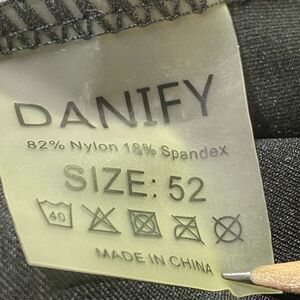 DANIFY
82% Nylon 18% Spandex
SIZE: 52
40
MADE IN CHINA